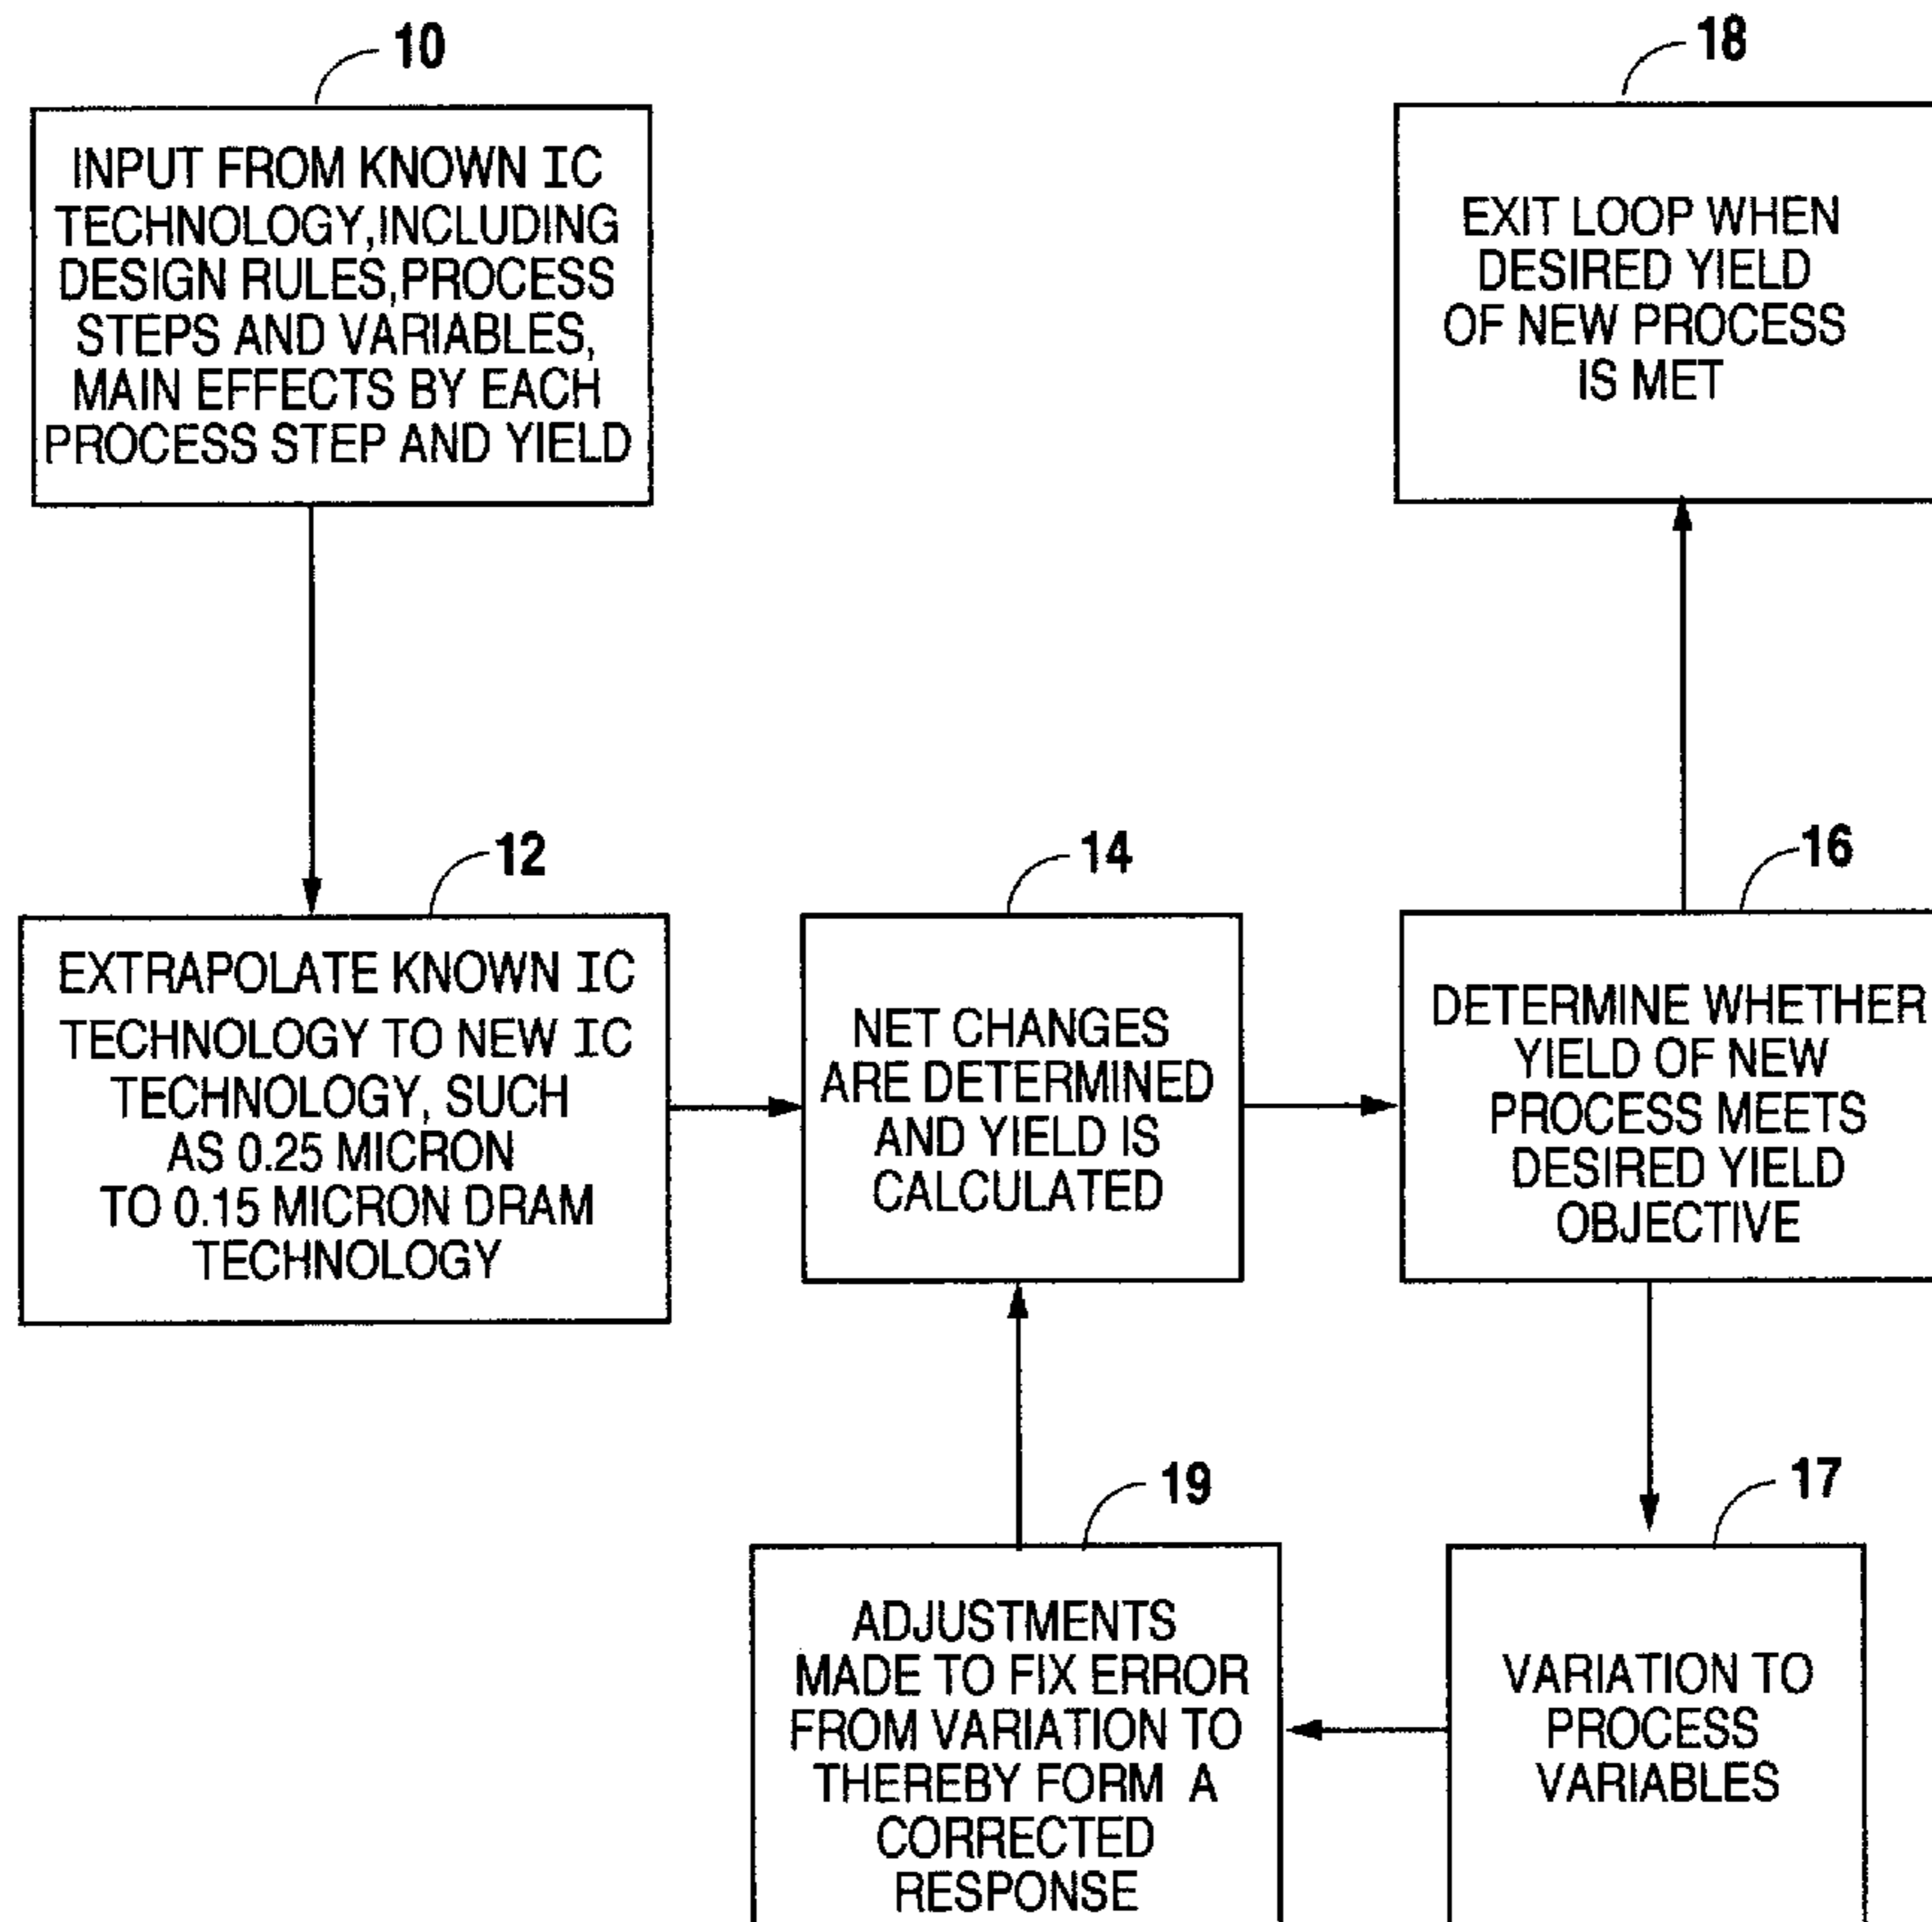 10
INPUT FROM KNOWN IC
TECHNOLOGY,INCLUDING
DESIGN RULES,PROCESS
STEPS AND VARIABLES,
MAIN EFFECTS BY EACH
PROCESS STEP AND YIELD
18
EXIT LOOP WHEN
DESIRED YIELD
OF NEW PROCESS
IS MET
12
EXTRAPOLATE KNOWN IC
TECHNOLOGY TO NEW IC
TECHNOLOGY, SUCH
AS 0.25 MICRON
TO 0.15 MICRON DRAM
TECHNOLOGY
14
NET CHANGES
ARE DETERMINED
AND YIELD IS
CALCULATED
16
DETERMINE WHETHER
YIELD OF NEW
PROCESS MEETS
DESIRED YIELD
OBJECTIVE
19
ADJUSTMENTS
MADE TO FIX ERROR
FROM VARIATION TO
THEREBY FORM A
CORRECTED
RESPONSE
17
VARIATION TO
PROCESS
VARIABLES